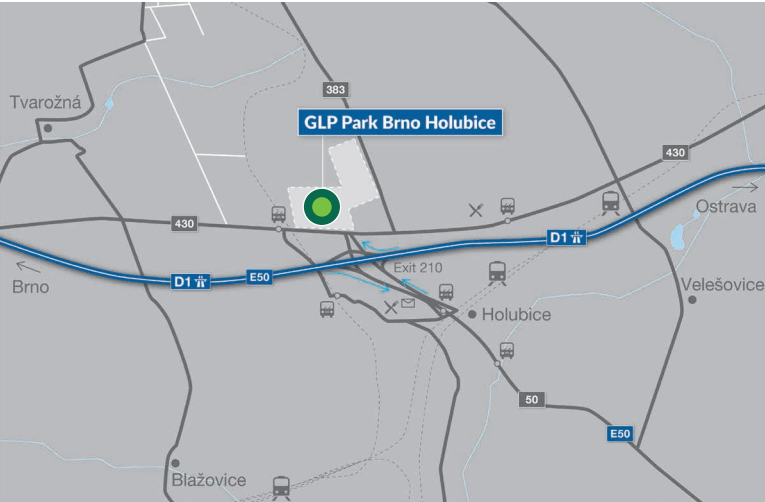 383
Tvarožná
GLP Park Brno Holubice
430
Ostrava
430
D1
Exit 210
Brno
D1
E50
Velešovice
Holubice
50
E50
Blažovice